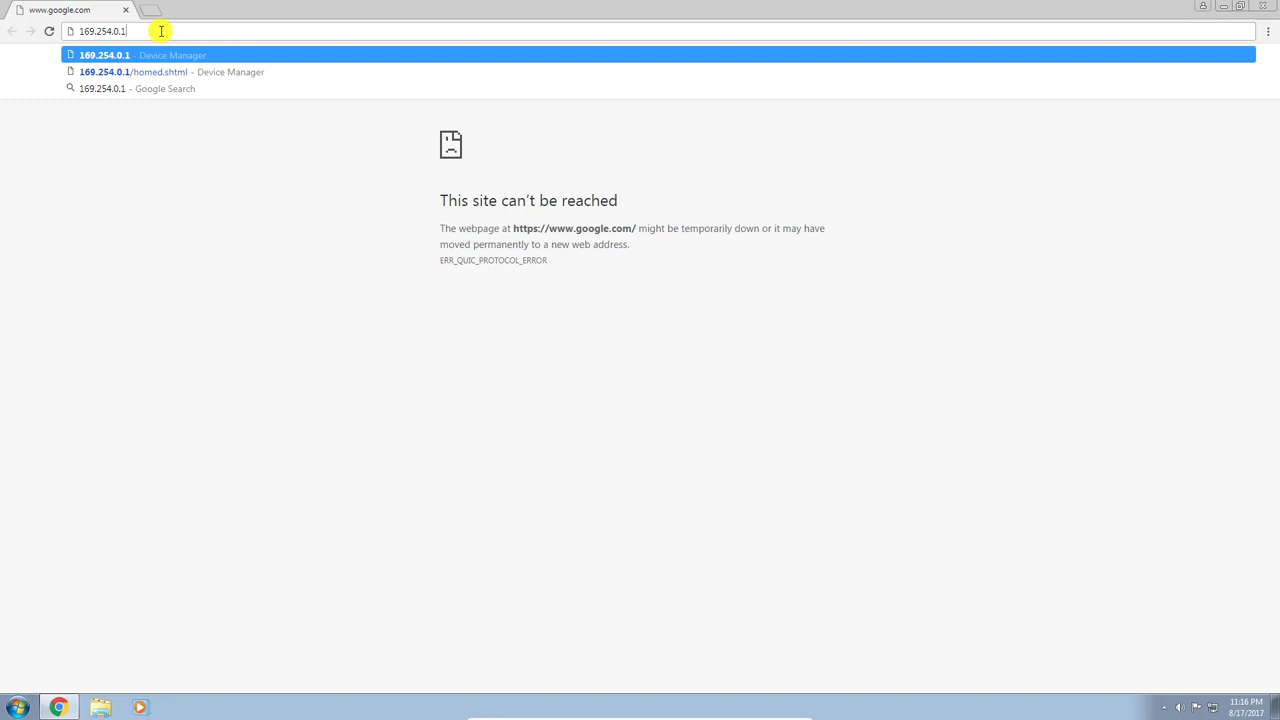 www.google.com
169.254.0.1
169.254.0.1 - Device Manager
169.254.0.1/homed.shtml - Device Manager
169.254.0.1 - Google Search
This site can't be reached
The webpage at https://www.google.com/ might be temporarily down or it may have
moved permanently to a new web address.
ERR_QUIC_PROTOCOL_ERROR
11:16 PM
8/17/2017